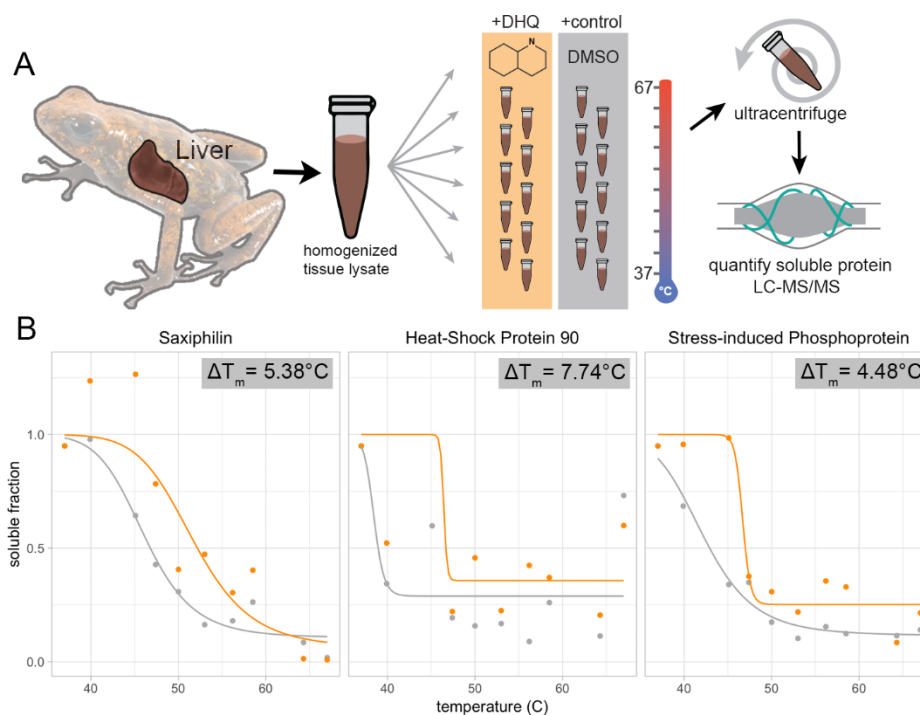 A
Liver
homogenized
tissue lysate
+DHQ
+control
N
DMSO
67
37
°C
ultracentrifuge
quantify soluble protein
LC-MS/MS
B
Saxiphilin
Heat-Shock Protein 90
Stress-induced Phosphoprotein
ΔTm= 5.38°C
ΔTm= 7.74°C
ΔTm= 4.48°C
soluble fraction
1.0
0.5
0.0
40 50 60
40 50 60
40 50 60
temperature (C)